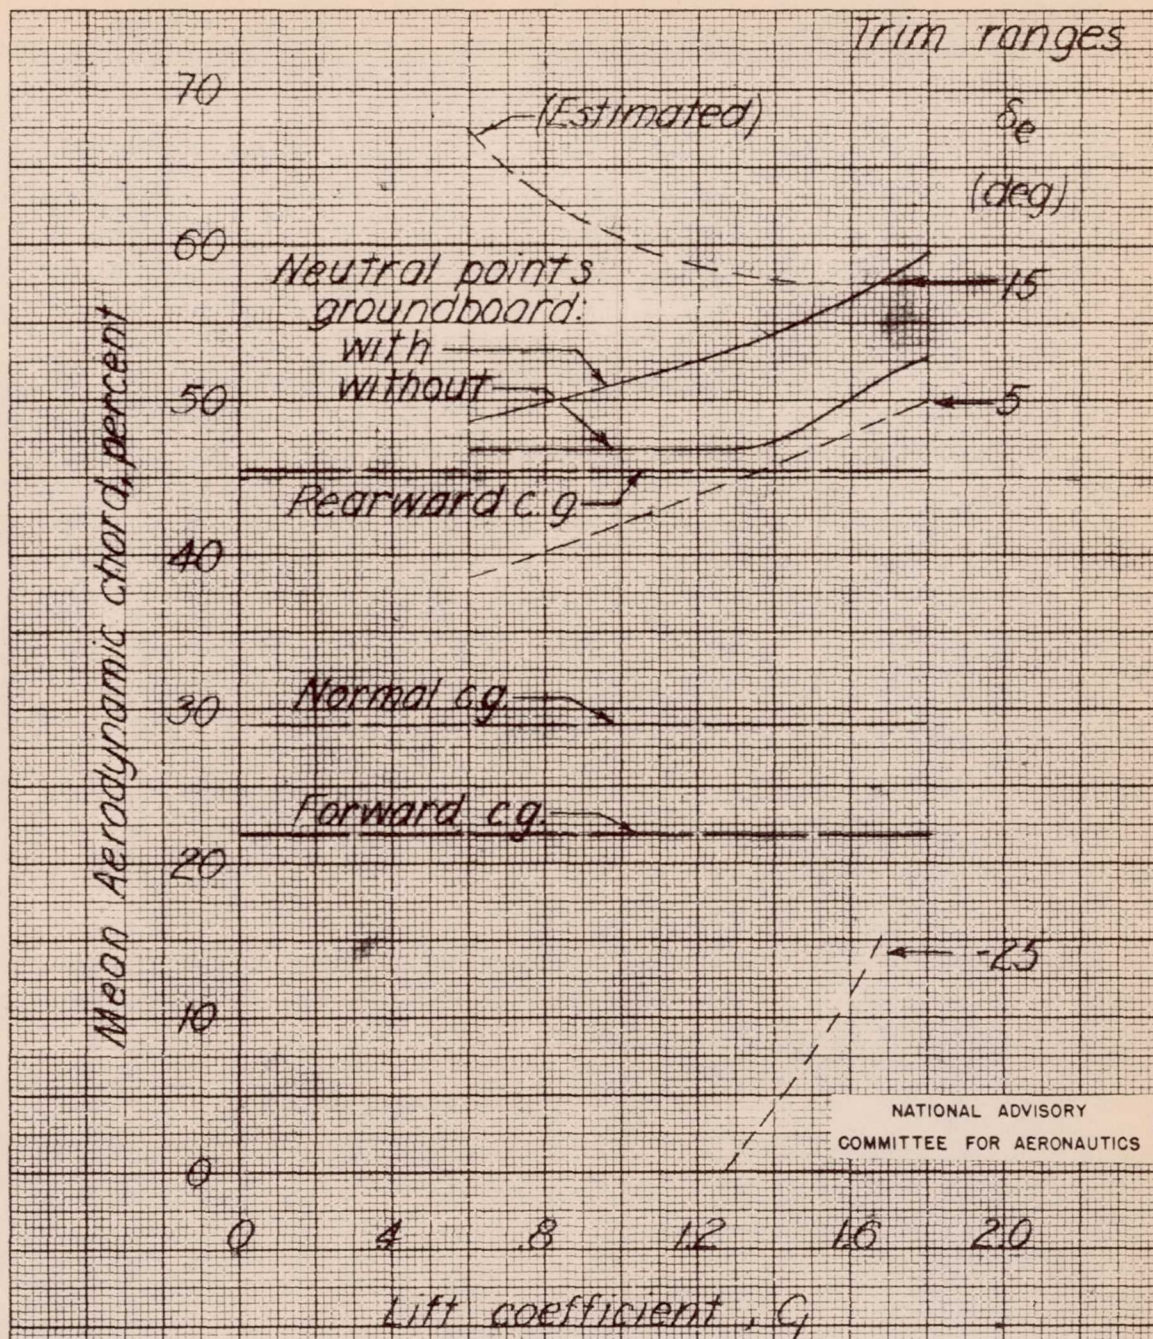 Trim ranges
70
(Estimated)
δe
(deg)
60
Neutral points
groundboard:
15
with
without
50
5
Rearward c.g
40
Normal c.g.
30
Forward c.g.
20
-25
10
NATIONAL ADVISORY
COMMITTEE FOR AERONAUTICS
0
0 .4 .8 1.2 1.6 2.0
Lift coefficient, CL
Mean Aerodynamic chord, percent